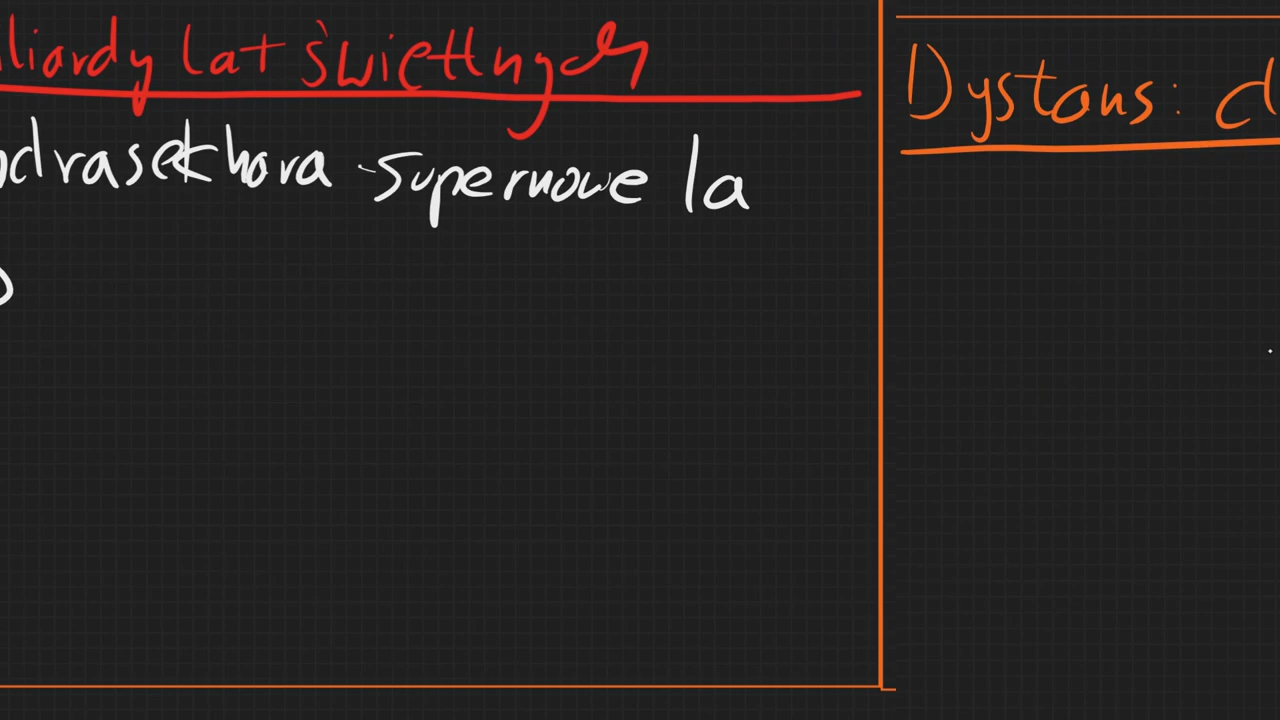 liardy lat świetlnych
ndrasekhara - supernowe Ia
Dystans: d